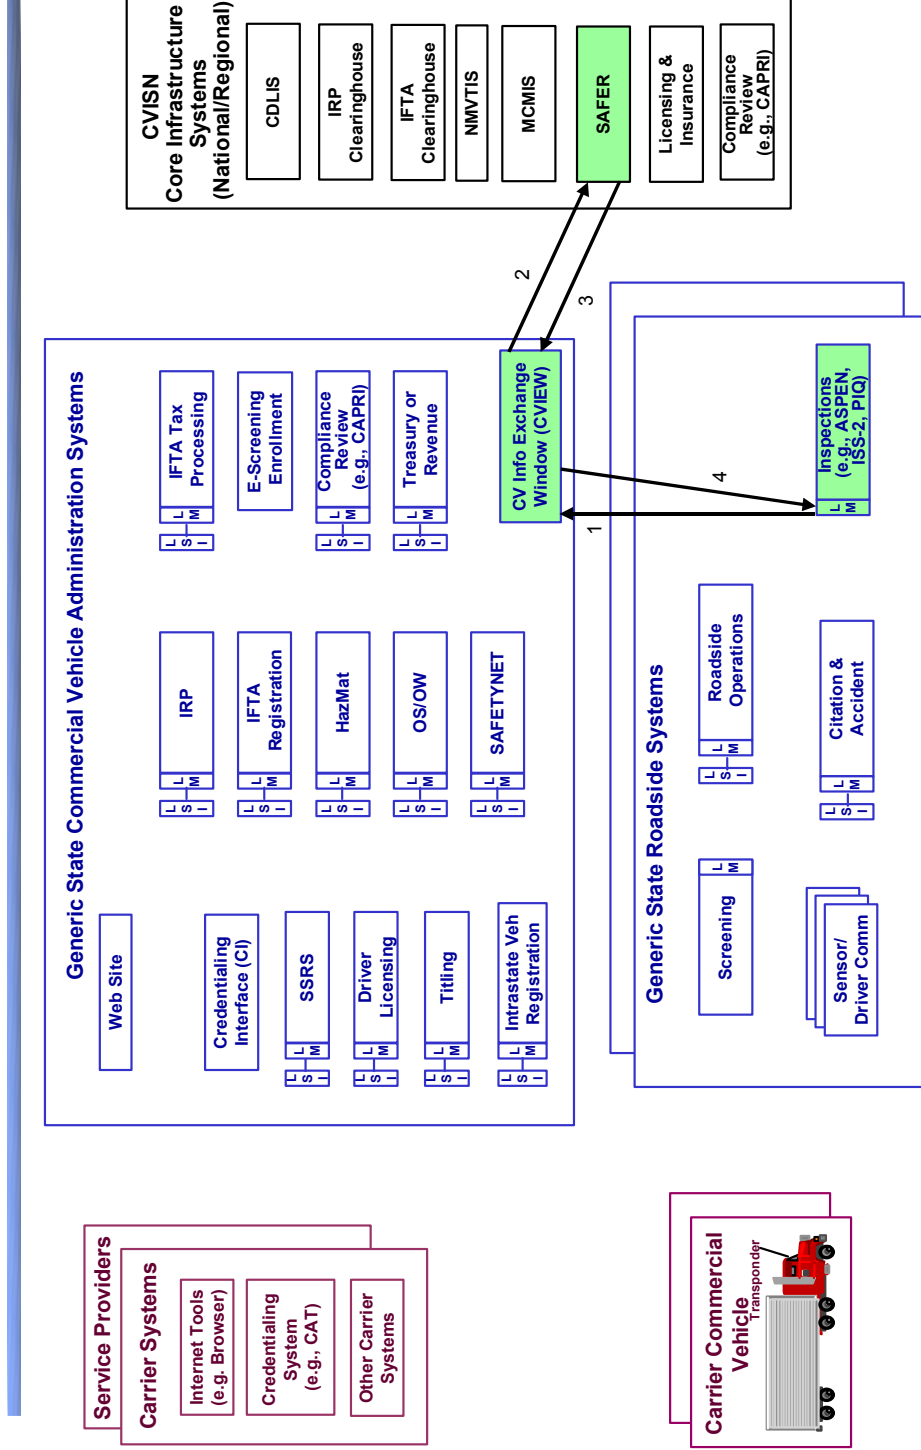 Service Providers
Carrier Systems
Internet Tools
(e.g. Browser)
Credentialing
System
(e.g., CAT)
Other Carrier
Systems
Carrier Commercial
Vehicle
Transponder
Generic State Commercial Vehicle Administration Systems
Web Site
Credentialing
Interface (CI)
SSRS
L
M
L
S
I
Driver
Licensing
L
M
L
S
I
Titling
L
M
L
S
I
Intrastate Veh
Registration
L
M
L
S
I
IRP
L
M
L
S
I
IFTA
Registration
L
M
L
S
I
HazMat
L
M
L
S
I
OS/OW
L
M
L
S
I
SAFETYNET
L
M
L
S
I
IFTA Tax
Processing
L
M
L
S
I
E-Screening
Enrollment
Compliance
Review
(e.g., CAPRI)
L
M
L
S
I
Treasury or
Revenue
L
M
L
S
I
CV Info Exchange
Window (CVIEW)
Generic State Roadside Systems
Screening
L
M
Sensor/
Driver Comm
Roadside
Operations
L
M
L
S
I
Citation &
Accident
L
M
L
S
I
Inspections
(e.g., ASPEN,
ISS-2, PIQ)
L
M
1
2
3
4
CVISN
Core Infrastructure
Systems
(National/Regional)
CDLIS
IRP
Clearinghouse
IFTA
Clearinghouse
NMVTIS
MCMIS
SAFER
Licensing &
Insurance
Compliance
Review
(e.g., CAPRI)